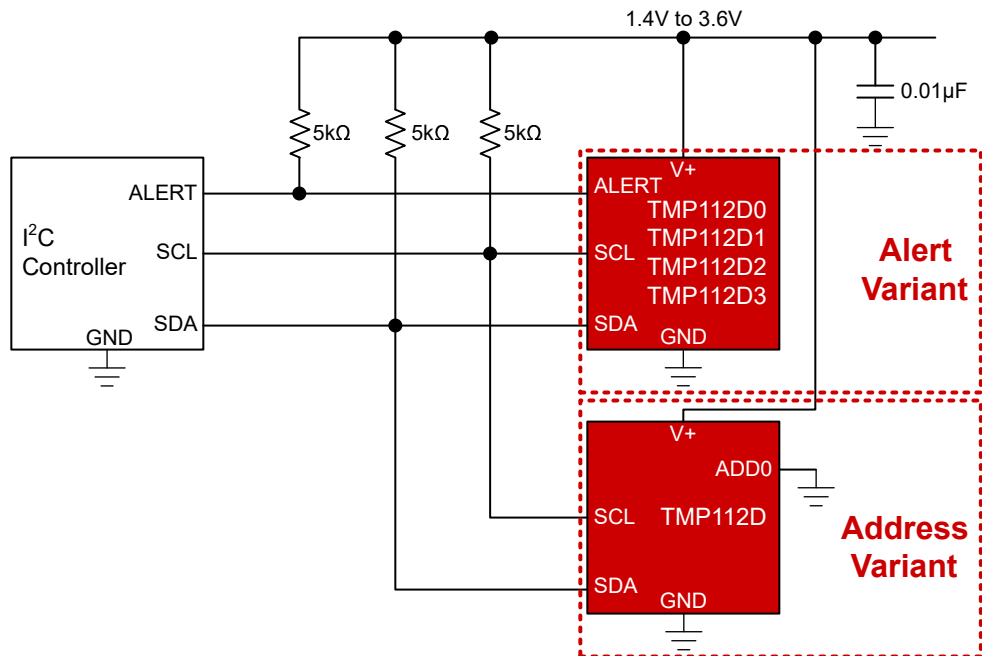 1.4V to 3.6V
0.01µF
5kΩ
5kΩ
5kΩ
I²C
Controller
ALERT
SCL
SDA
GND
V+
ALERT
SCL
SDA
GND
TMP112D0
TMP112D1
TMP112D2
TMP112D3
Alert
Variant
V+
ADD0
SCL
TMP112D
SDA
GND
Address
Variant